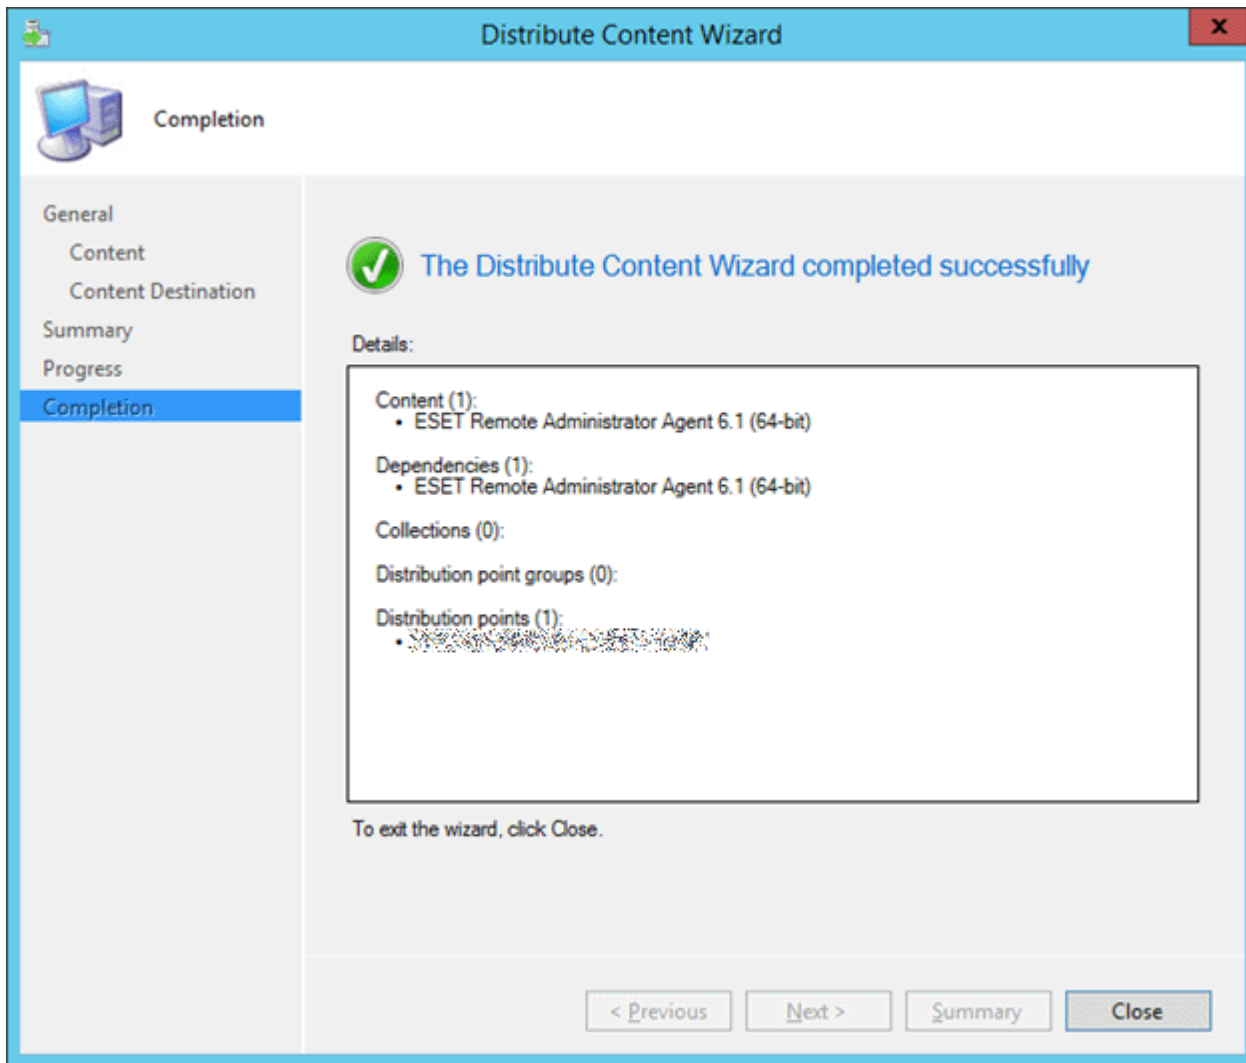 Distribute Content Wizard
x
Completion
General
Content
Content Destination
Summary
Progress
Completion
The Distribute Content Wizard completed successfully
Details:
Content (1):
• ESET Remote Administrator Agent 6.1 (64-bit)
Dependencies (1):
• ESET Remote Administrator Agent 6.1 (64-bit)
Collections (0):
Distribution point groups (0):
Distribution points (1):
To exit the wizard, click Close.
< Previous
Next >
Summary
Close